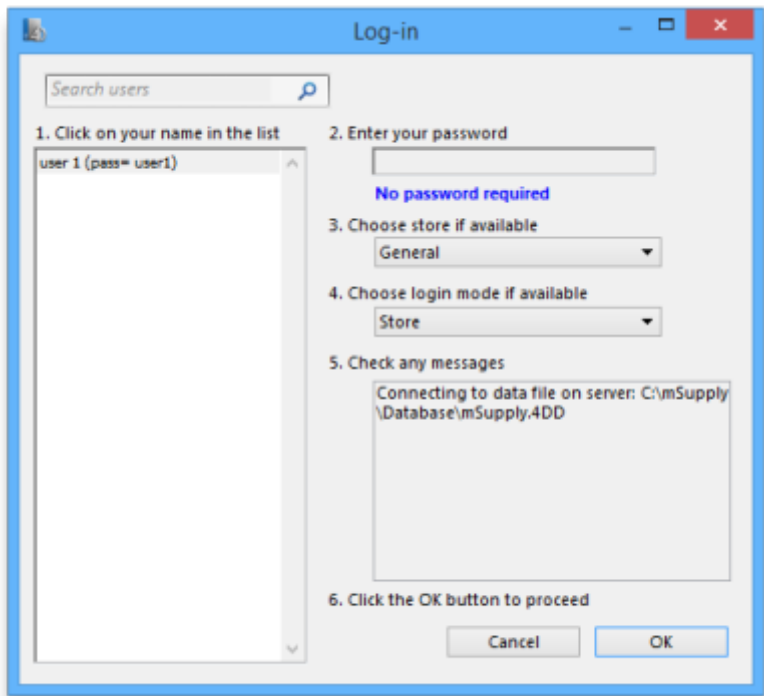 Log-in
Search users
1. Click on your name in the list
user 1 (pass= user1)
2. Enter your password
No password required
3. Choose store if available
General
4. Choose login mode if available
Store
5. Check any messages
Connecting to data file on server: C:\mSupply
\Database\mSupply.4DD
6. Click the OK button to proceed
Cancel
OK